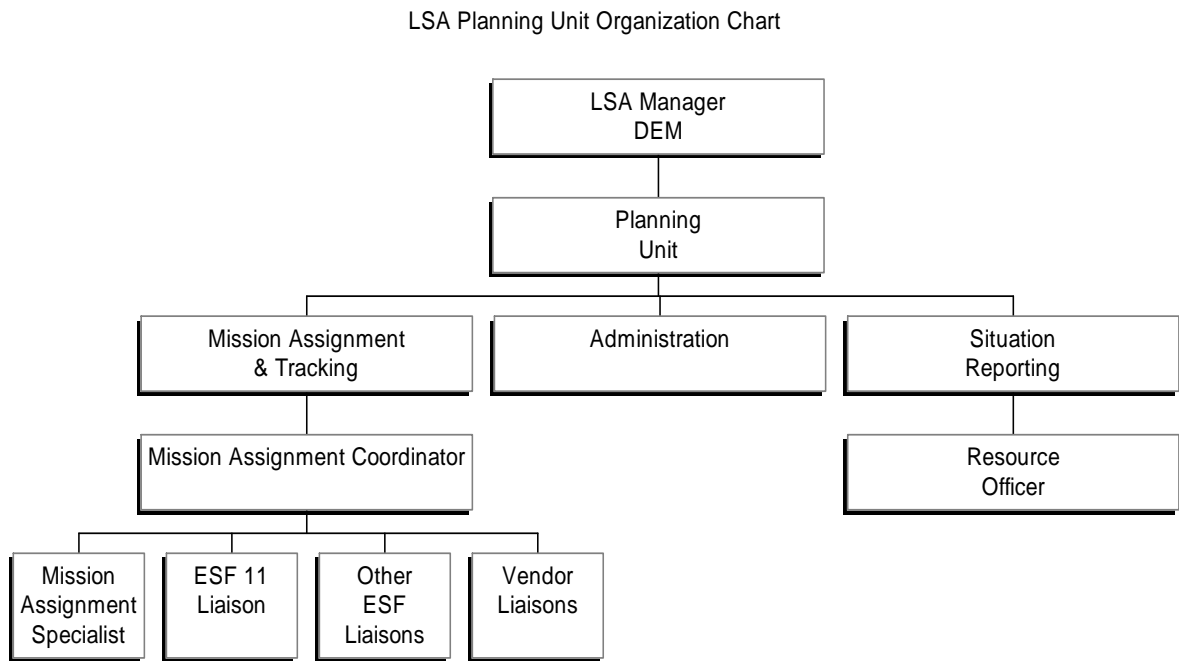 LSA Planning Unit Organization Chart
LSA Manager
DEM
Planning
Unit
Mission Assignment
& Tracking
Administration
Situation
Reporting
Mission Assignment Coordinator
Resource
Officer
Mission
Assignment
Specialist
ESF 11
Liaison
Other
ESF
Liaisons
Vendor
Liaisons